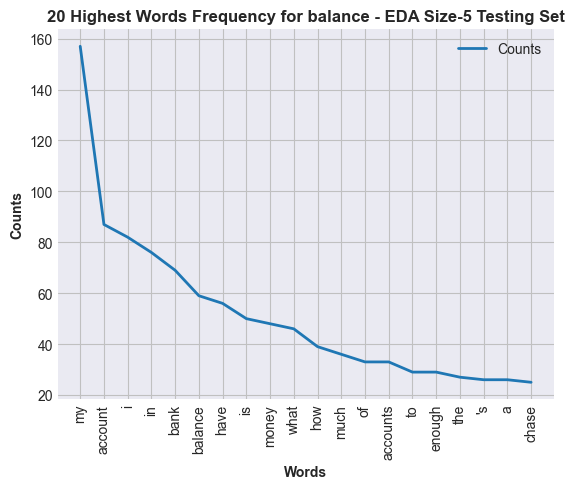 20 Highest Words Frequency for balance - EDA Size-5 Testing Set
Counts
160
140
120
100
80
60
40
20
Counts
my
account
i
in
bank
balance
have
is
money
what
how
much
of
accounts
to
enough
the
's
a
chase
Words